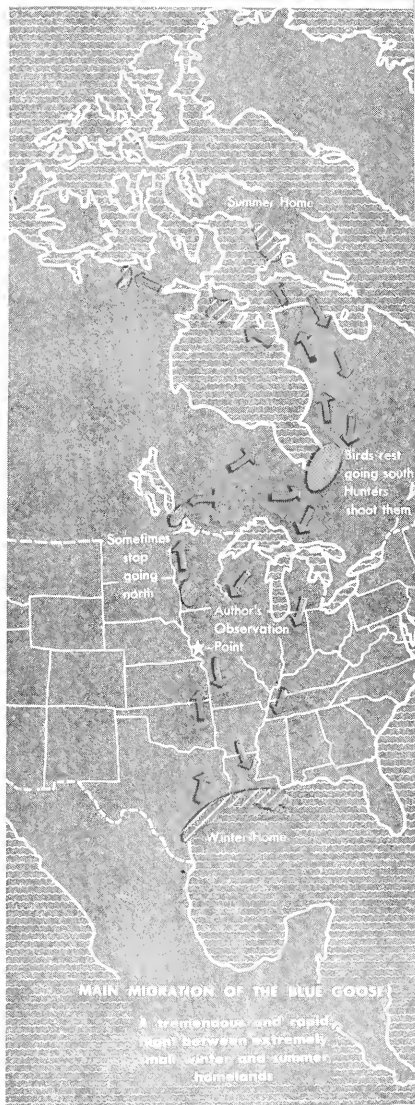 Summer Home
Birds rest
going south
Hunters
shoot them
Sometimes
stop
going
north
Author's
Observation
Point
Winter Home
MAIN MIGRATION OF THE BLUE GOOSE
A tremendous and rapid
flight between extremely
small winter and summer
homelands